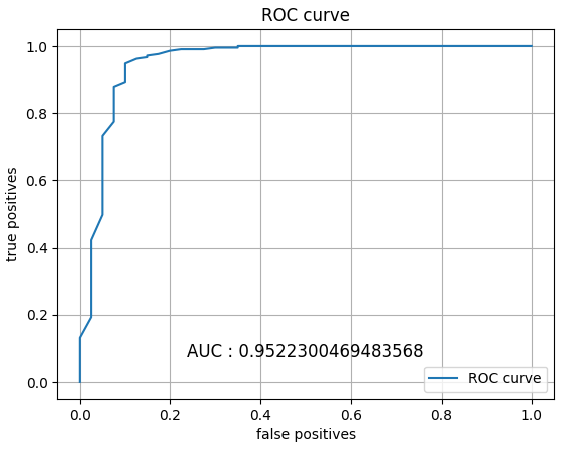 ROC curve
1.0
0.8
0.6
0.4
0.2
0.0
true positives
AUC : 0.9522300469483568
ROC curve
0.0 0.2 0.4 0.6 0.8 1.0
false positives